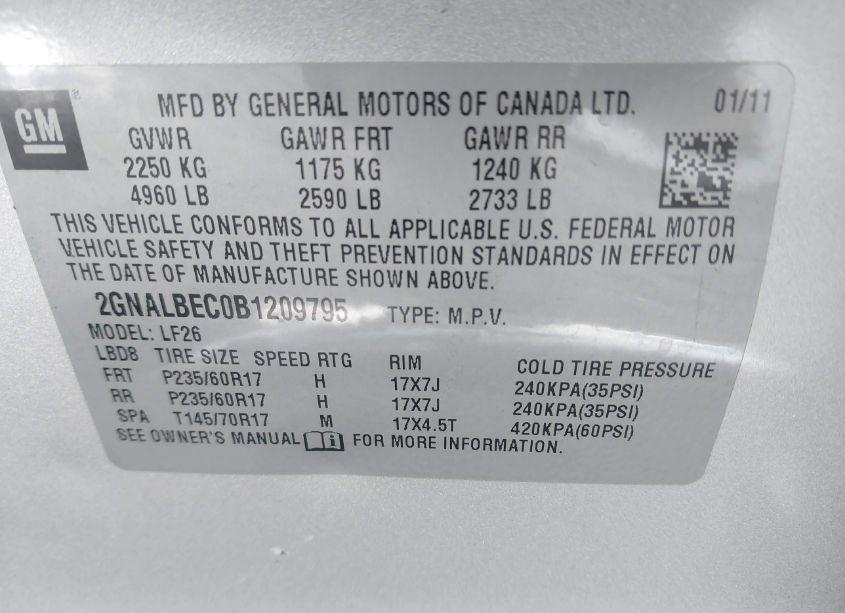 GM
MFD BY GENERAL MOTORS OF CANADA LTD. 01/11
GVWR GAWR FRT GAWR RR
2250 KG 1175 KG 1240 KG
4960 LB 2590 LB 2733 LB
THIS VEHICLE CONFORMS TO ALL APPLICABLE U.S. FEDERAL MOTOR
VEHICLE SAFETY AND THEFT PREVENTION STANDARDS IN EFFECT ON
THE DATE OF MANUFACTURE SHOWN ABOVE.
2GNALBEC0B1209795 TYPE: M.P.V.
MODEL: LF26
LBD8 TIRE SIZE SPEED RTG RIM COLD TIRE PRESSURE
FRT P235/60R17 H 17X7J 240KPA(35PSI)
RR P235/60R17 H 17X7J 240KPA(35PSI)
SPA T145/70R17 M 17X4.5T 420KPA(60PSI)
SEE OWNER'S MANUAL FOR MORE INFORMATION.